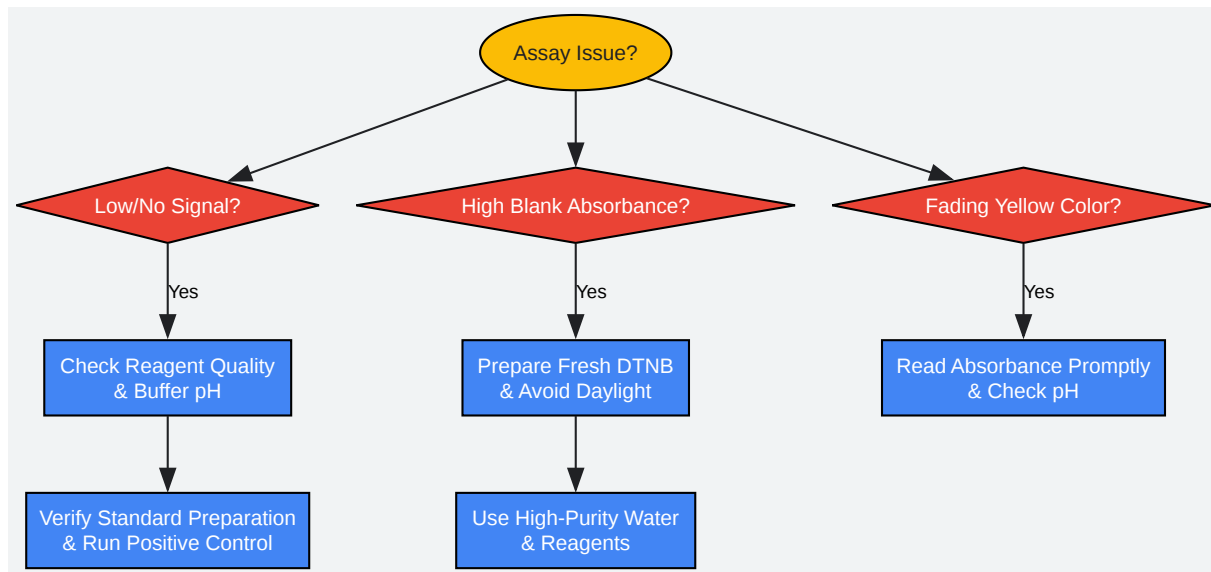 Assay Issue?
Low/No Signal?
High Blank Absorbance?
Fading Yellow Color?
Yes
Yes
Yes
Check Reagent Quality
& Buffer pH
Prepare Fresh DTNB
& Avoid Daylight
Read Absorbance Promptly
& Check pH
Verify Standard Preparation
& Run Positive Control
Use High-Purity Water
& Reagents